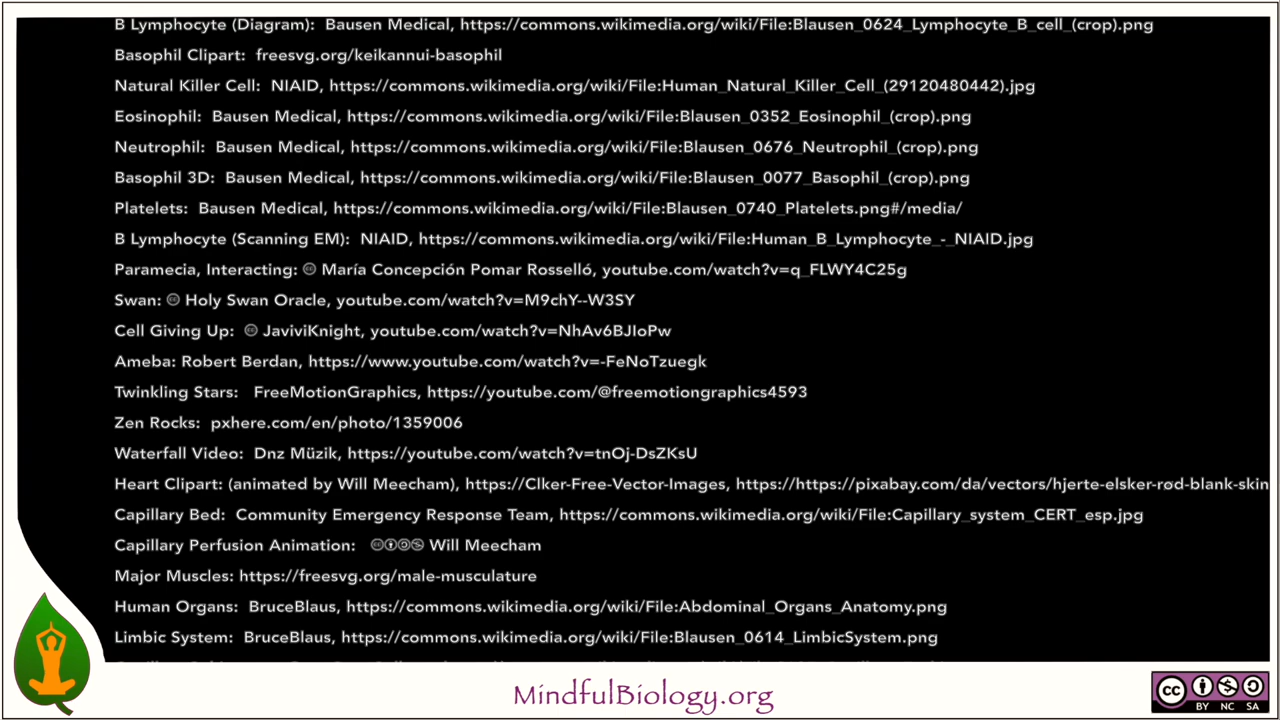 B Lymphocyte (Diagram): Bausen Medical, https://commons.wikimedia.org/wiki/File:Blausen_0624_Lymphocyte_B_cell_(crop).png
Basophil Clipart: freesvg.org/keikannui-basophil
Natural Killer Cell: NIAID, https://commons.wikimedia.org/wiki/File:Human_Natural_Killer_Cell_(29120480442).jpg
Eosinophil: Bausen Medical, https://commons.wikimedia.org/wiki/File:Blausen_0352_Eosinophil_(crop).png
Neutrophil: Bausen Medical, https://commons.wikimedia.org/wiki/File:Blausen_0676_Neutrophil_(crop).png
Basophil 3D: Bausen Medical, https://commons.wikimedia.org/wiki/File:Blausen_0077_Basophil_(crop).png
Platelets: Bausen Medical, https://commons.wikimedia.org/wiki/File:Blausen_0740_Platelets.png#/media/
B Lymphocyte (Scanning EM): NIAID, https://commons.wikimedia.org/wiki/File:Human_B_Lymphocyte_-_NIAID.jpg
Paramecia, Interacting: cc María Concepción Pomar Rosselló, youtube.com/watch?v=q_FLWY4C25g
Swan: cc Holy Swan Oracle, youtube.com/watch?v=M9chY--W3SY
Cell Giving Up: cc JaviviKnight, youtube.com/watch?v=NhAv6BJIoPw
Ameba: Robert Berdan, https://www.youtube.com/watch?v=-FeNoTzuegk
Twinkling Stars: FreeMotionGraphics, https://youtube.com/@freemotiongraphics4593
Zen Rocks: pxhere.com/en/photo/1359006
Waterfall Video: Dnz Müzik, https://youtube.com/watch?v=tnOj-DsZKsU
Heart Clipart: (animated by Will Meecham), https://Clker-Free-Vector-Images, https://https://pixabay.com/da/vectors/hjerte-elsker-rød-blank-skin
Capillary Bed: Community Emergency Response Team, https://commons.wikimedia.org/wiki/File:Capillary_system_CERT_esp.jpg
Capillary Perfusion Animation: cc Will Meecham
Major Muscles: https://freesvg.org/male-musculature
Human Organs: BruceBlaus, https://commons.wikimedia.org/wiki/File:Abdominal_Organs_Anatomy.png
Limbic System: BruceBlaus, https://commons.wikimedia.org/wiki/File:Blausen_0614_LimbicSystem.png
MindfulBiology.org
cc BY NC SA